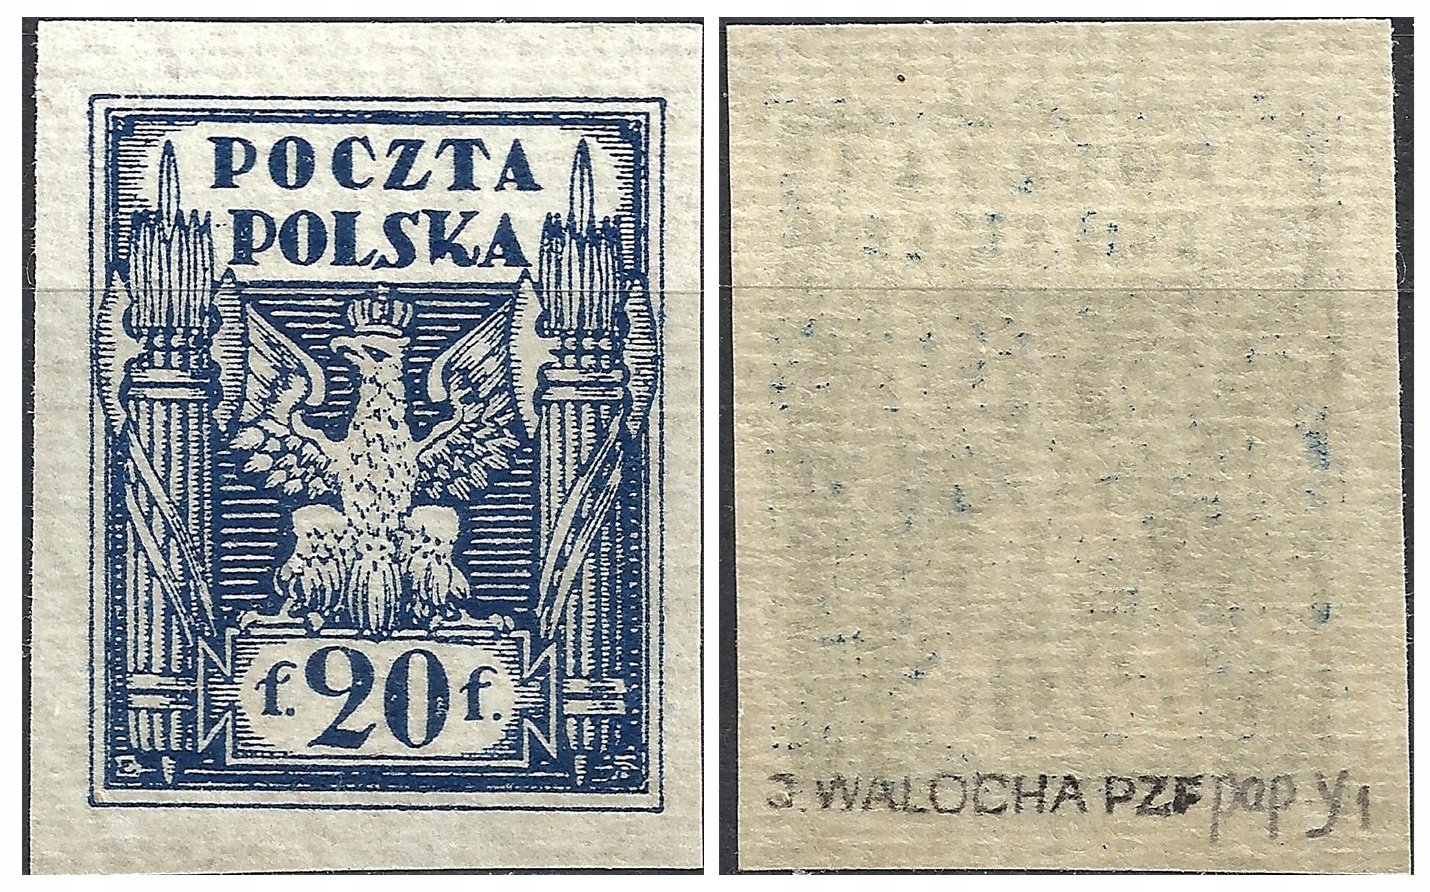 POCZTA
POLSKA
f. 20 f.
J. WALOCHA PZF pap y1